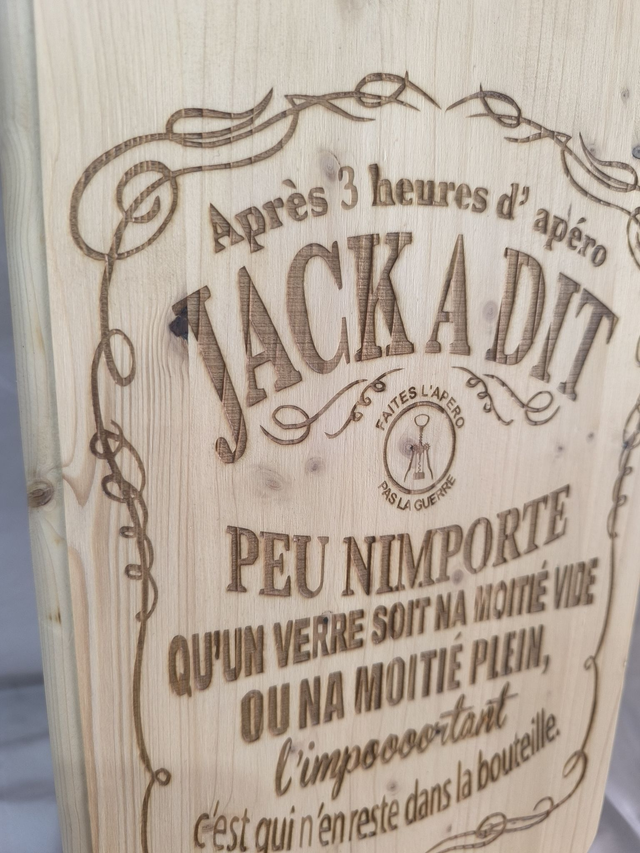 Après 3 heures d' apéro
JACK A DIT
FAITES L'APERO
PAS LA GUERRE
PEU NIMPORTE
QU'UN VERRE SOIT NA MOITIÉ VIDE
OU NA MOITIÉ PLEIN,
l'impoooortant
c'est qui n'en reste dans la bouteille.